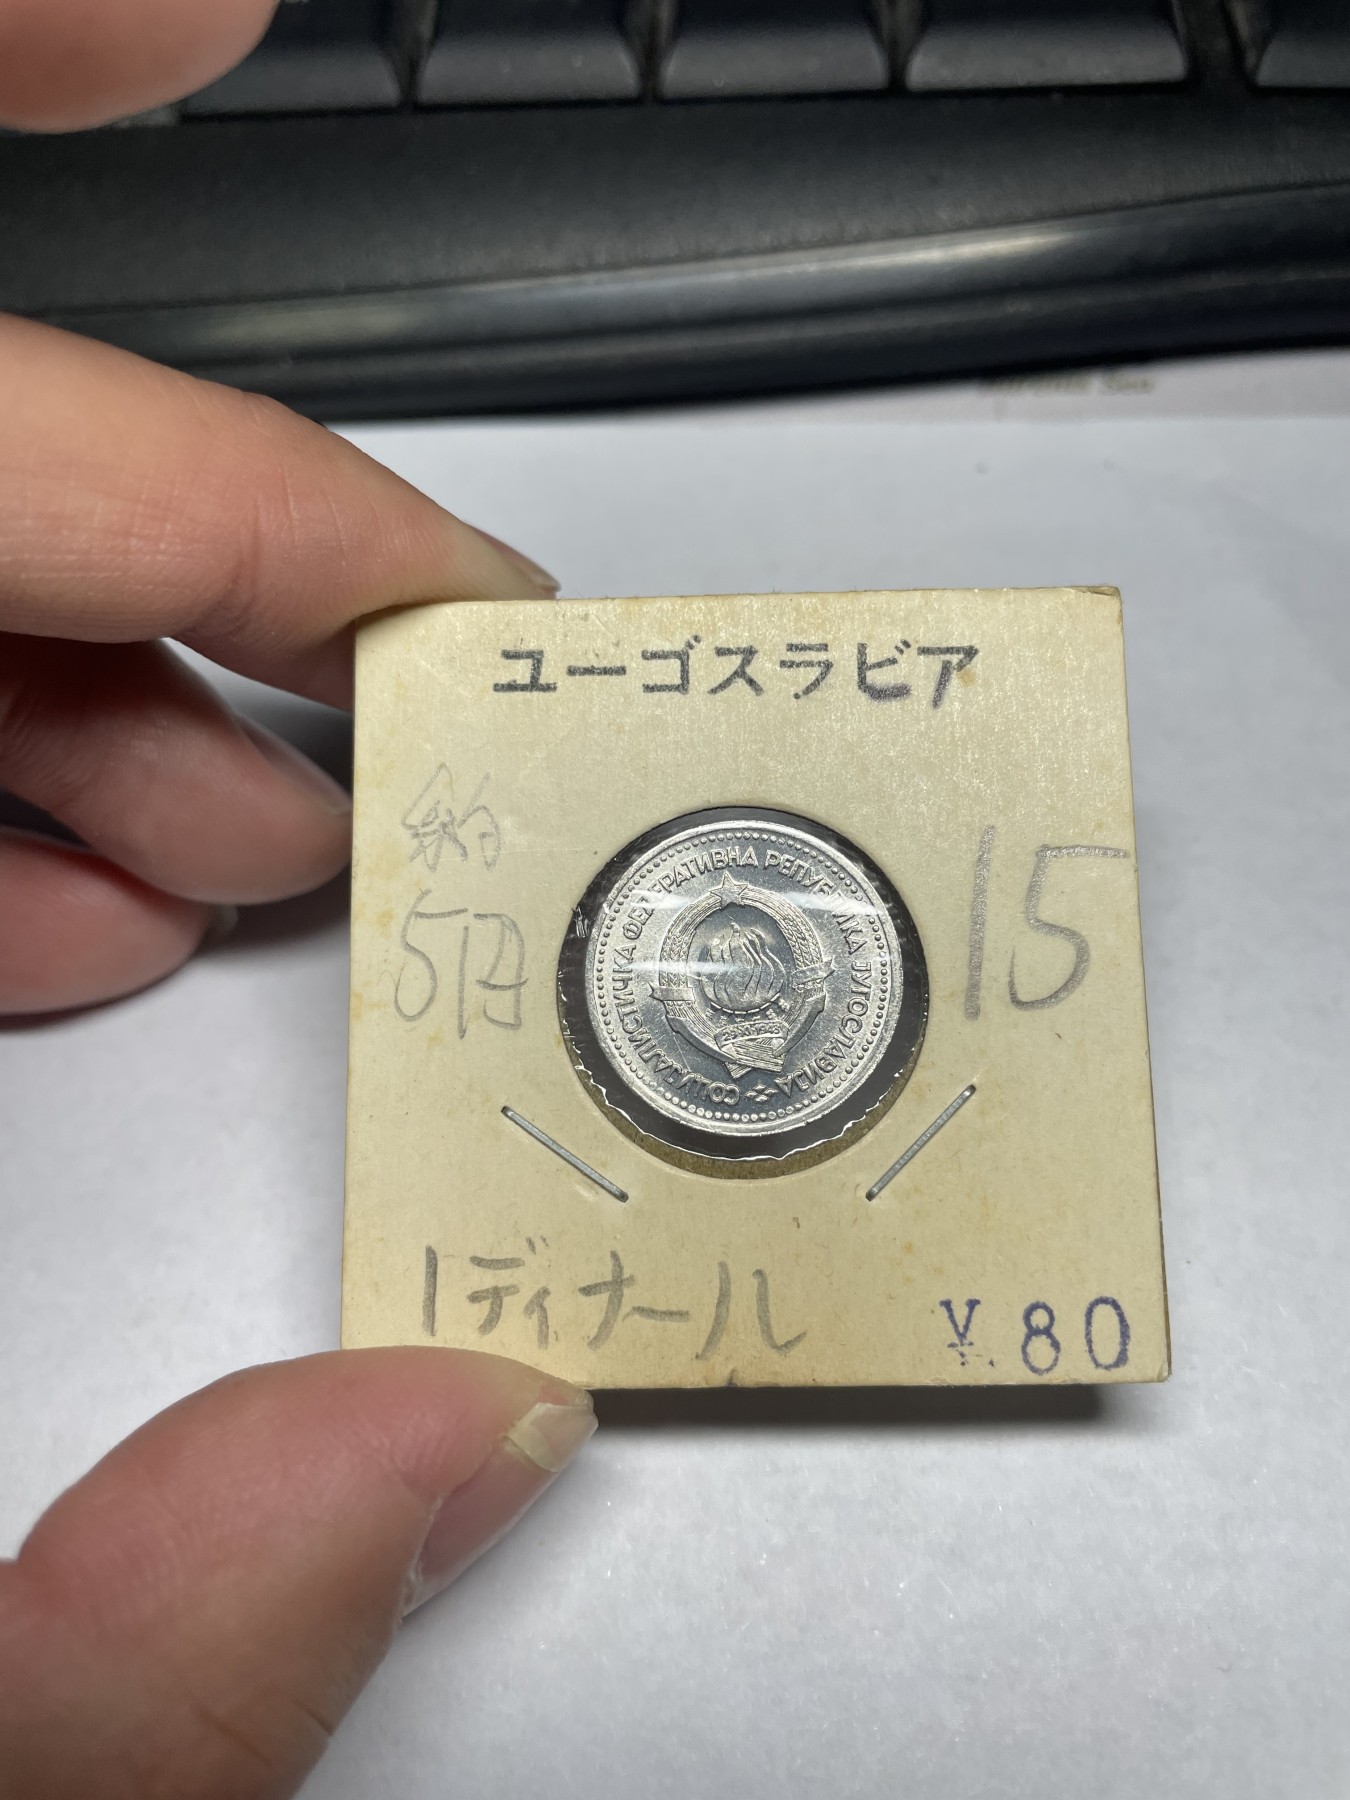 ユーゴスラビア
約
5円
15
СОЦИЈАЛИСТИЧКА ФЕДЕРАТИВНА РЕПУБЛИКА ЈУГОСЛАВИЈА
1ディナール
¥.80